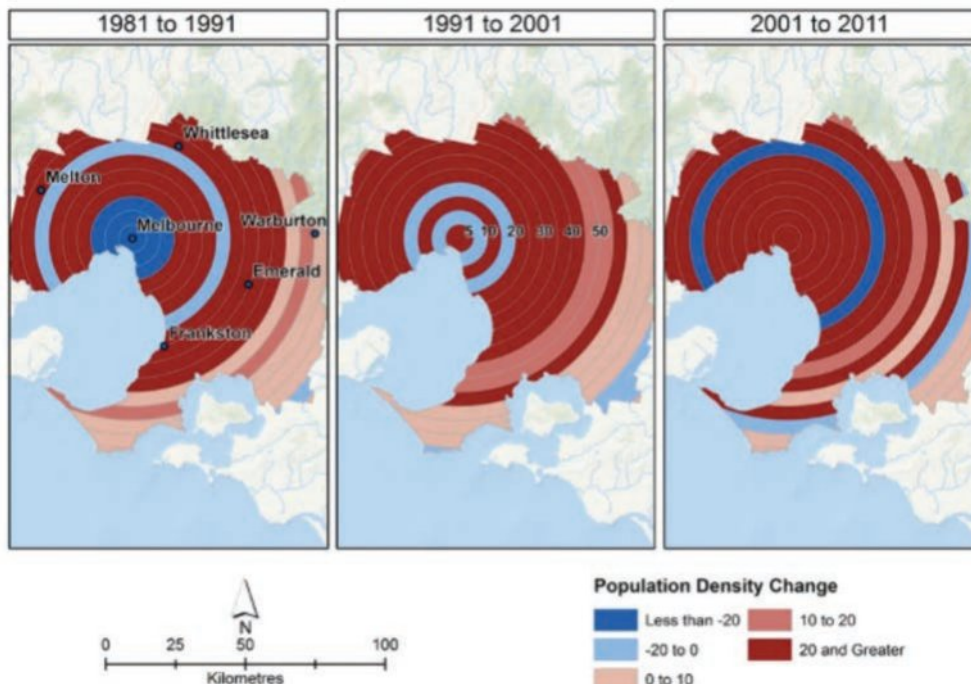 1981 to 1991
1991 to 2001
2001 to 2011
Whittlesea
Melton
Melbourne
Warburton
Emerald
Frankston
5 10 20 30 40 50
N
0 25 50 100
Kilometres
Population Density Change
Less than -20
-20 to 0
0 to 10
10 to 20
20 and Greater